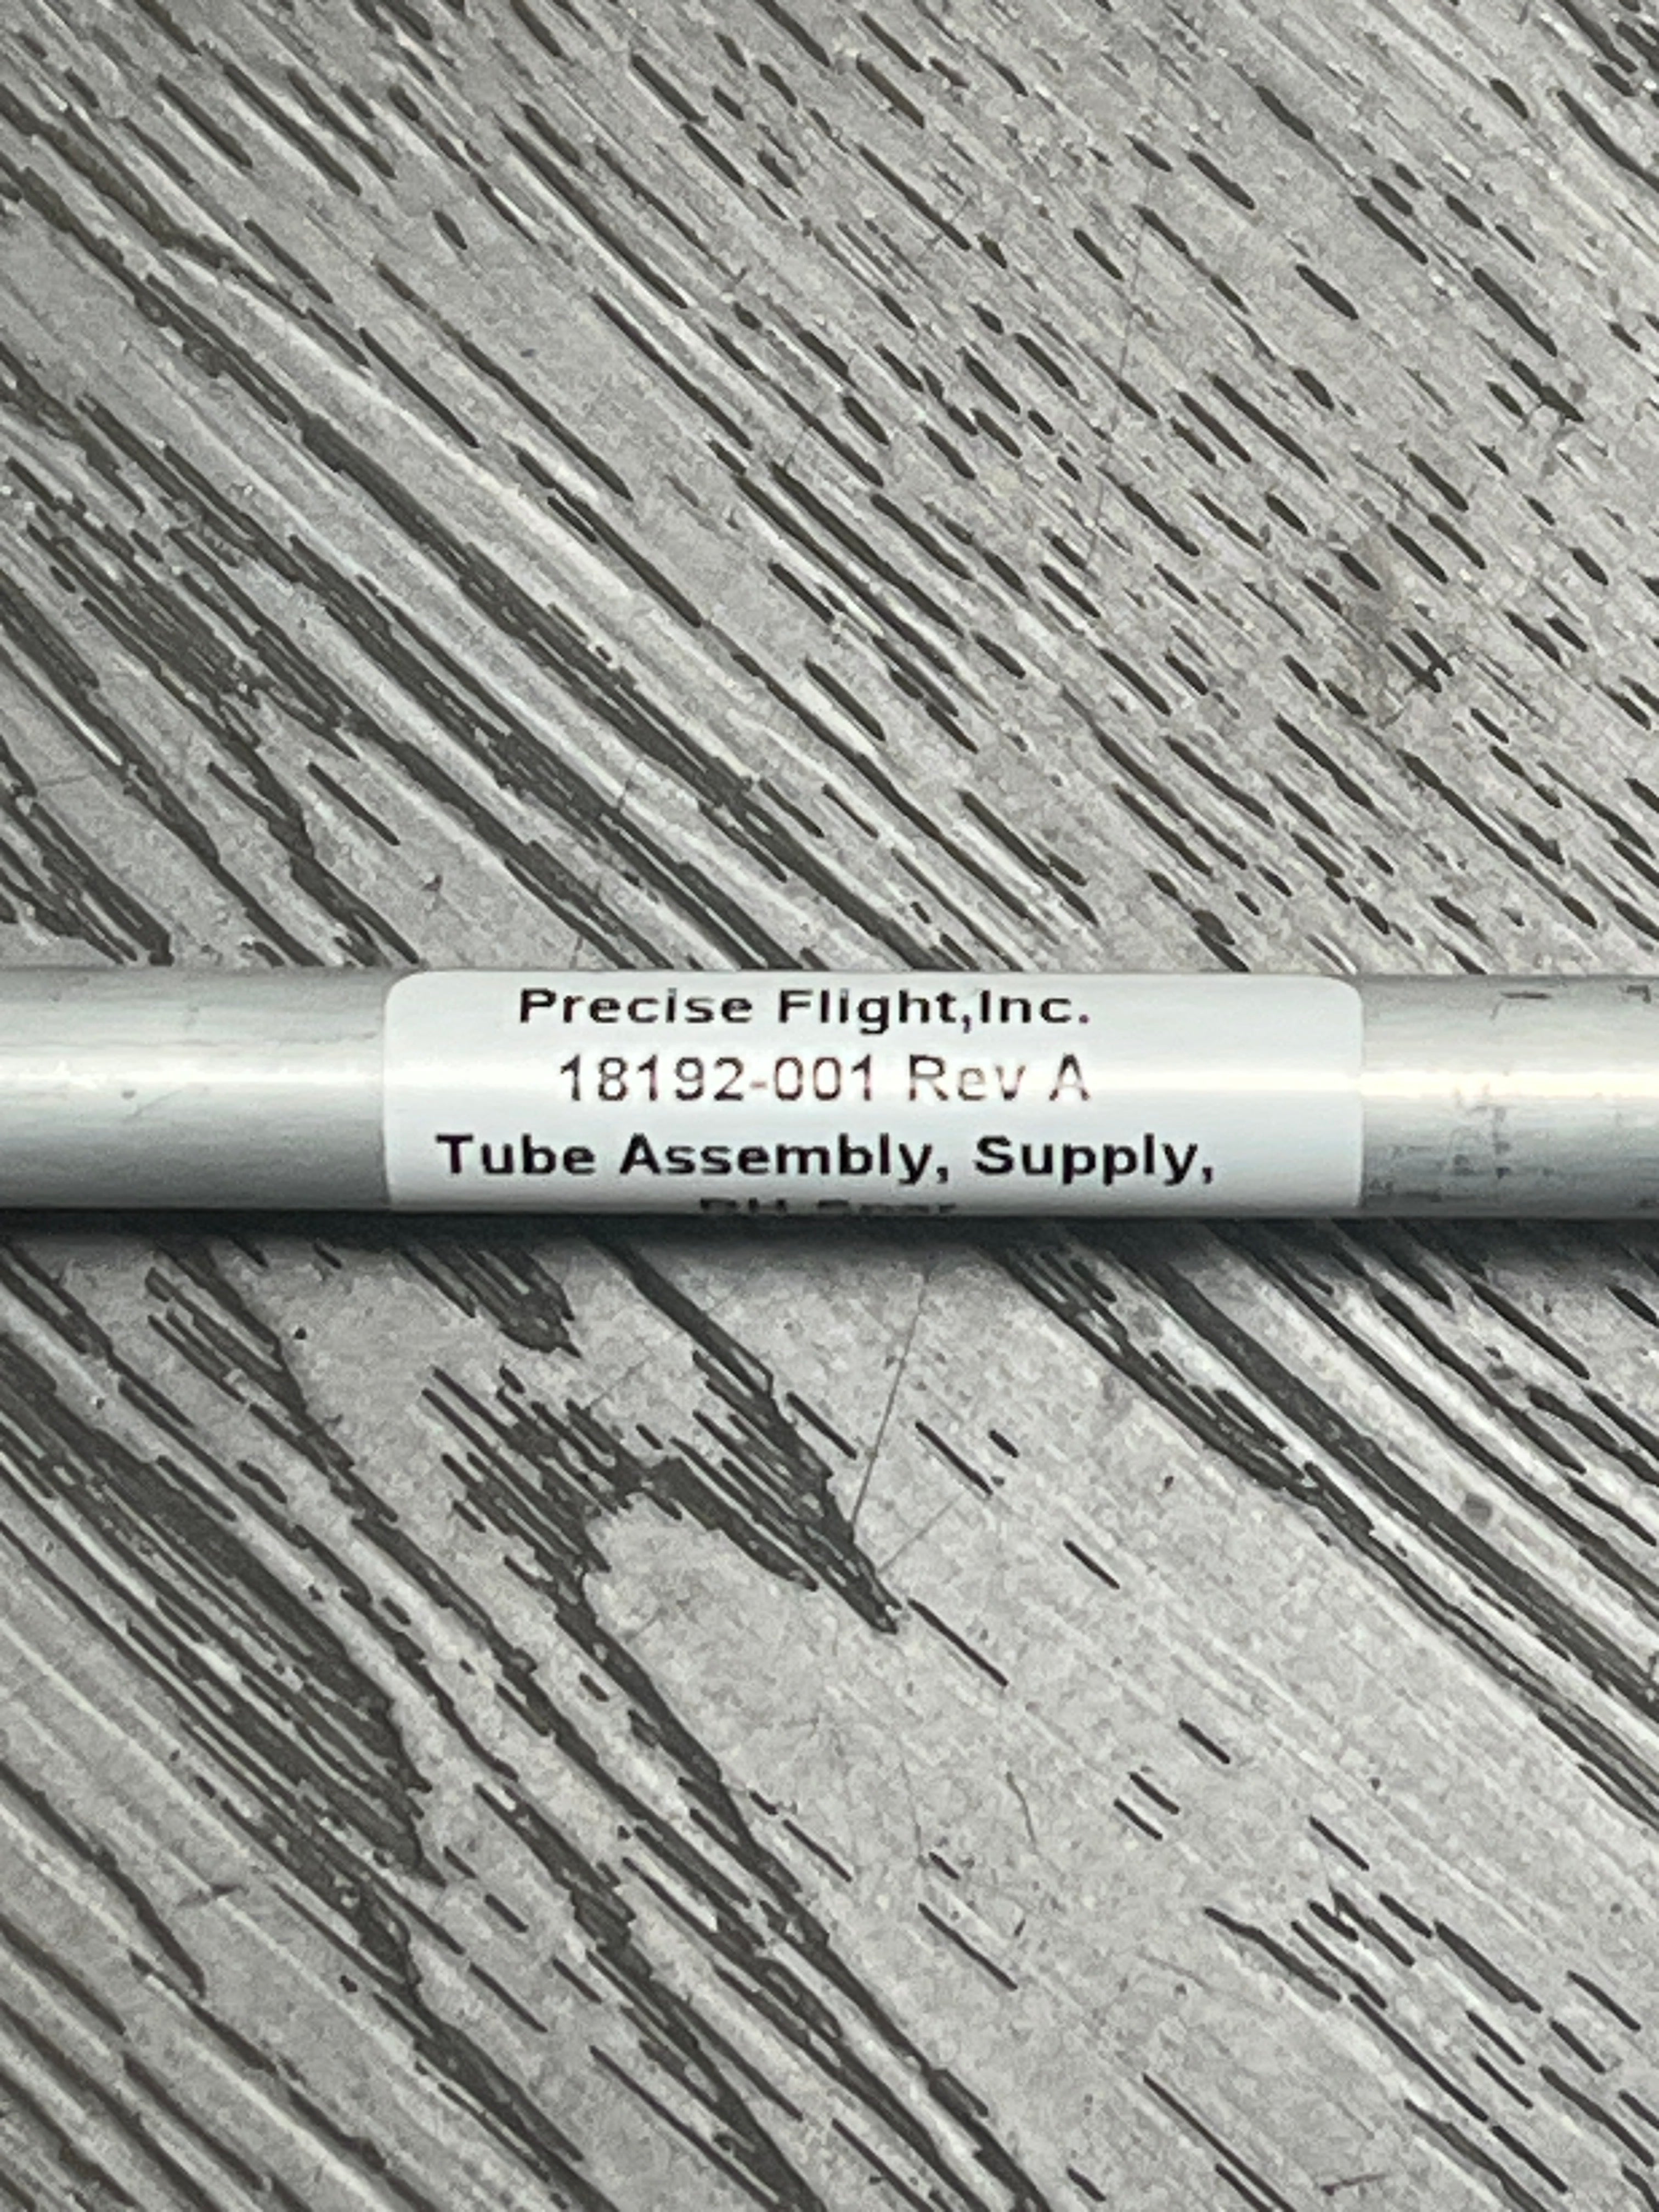 Precise Flight,Inc.
18192-001 Rev A
Tube Assembly, Supply,